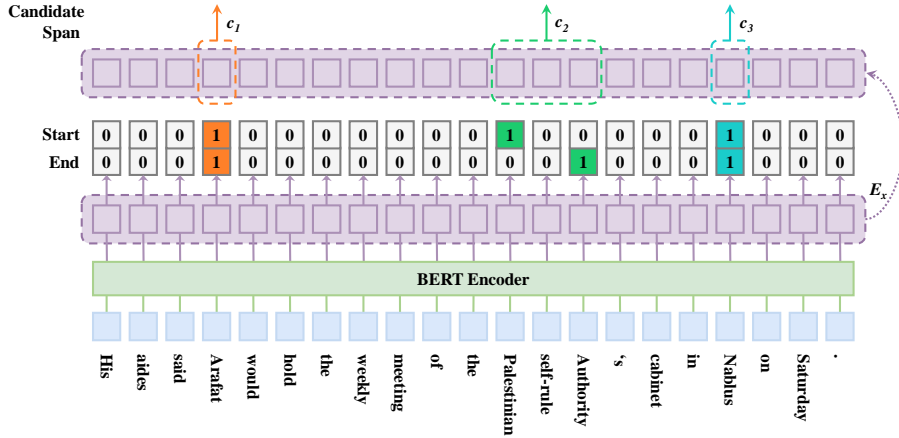 Candidate Span
c1 c2 c3
Start 0 0 0 1 0 0 0 0 0 0 0 1 0 0 0 0 0 1 0 0 0
End 0 0 0 1 0 0 0 0 0 0 0 0 0 1 0 0 0 1 0 0 0
Ex
BERT Encoder
His aides said Arafat would hold the weekly meeting of the Palestinian self-rule Authority 's cabinet in Nablus on Saturday .